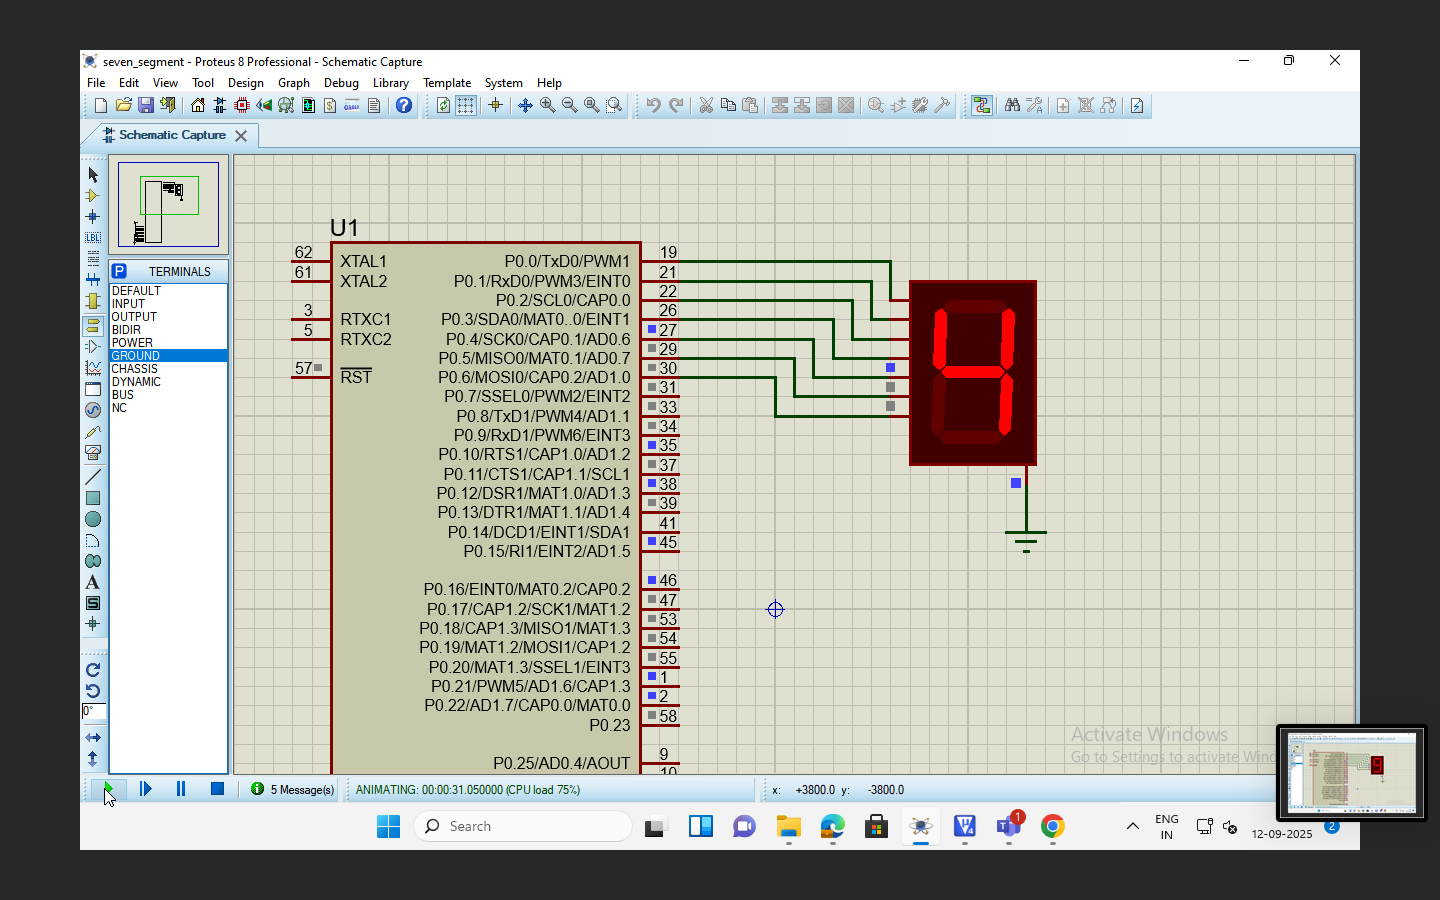 seven_segment - Proteus 8 Professional - Schematic Capture
File Edit View Tool Design Graph Debug Library Template System Help
Schematic Capture
U1
TERMINALS
DEFAULT
INPUT
OUTPUT
BIDIR
POWER
GROUND
CHASSIS
DYNAMIC
BUS
NC
LBL
A
S
0°
62 XTAL1 P0.0/TxD0/PWM1 19
61 XTAL2 P0.1/RxD0/PWM3/EINT0 21
P0.2/SCL0/CAP0.0 22
3 RTXC1 P0.3/SDA0/MAT0..0/EINT1 26
5 RTXC2 P0.4/SCK0/CAP0.1/AD0.6 27
P0.5/MISO0/MAT0.1/AD0.7 29
57 RST P0.6/MOSI0/CAP0.2/AD1.0 30
P0.7/SSEL0/PWM2/EINT2 31
P0.8/TxD1/PWM4/AD1.1 33
P0.9/RxD1/PWM6/EINT3 34
P0.10/RTS1/CAP1.0/AD1.2 35
P0.11/CTS1/CAP1.1/SCL1 37
P0.12/DSR1/MAT1.0/AD1.3 38
P0.13/DTR1/MAT1.1/AD1.4 39
P0.14/DCD1/EINT1/SDA1 41
P0.15/RI1/EINT2/AD1.5 45
P0.16/EINT0/MAT0.2/CAP0.2 46
P0.17/CAP1.2/SCK1/MAT1.2 47
P0.18/CAP1.3/MISO1/MAT1.3 53
P0.19/MAT1.2/MOSI1/CAP1.2 54
P0.20/MAT1.3/SSEL1/EINT3 55
P0.21/PWM5/AD1.6/CAP1.3 1
P0.22/AD1.7/CAP0.0/MAT0.0 2
P0.23 58
P0.25/AD0.4/AOUT 9
10
4
Activate Windows
Go to Settings to activate Winc
5 Message(s)
ANIMATING: 00:00:31.050000 (CPU load 75%)
x: +3800.0 y: -3800.0
Search
1
ENG
IN
12-09-2025
2